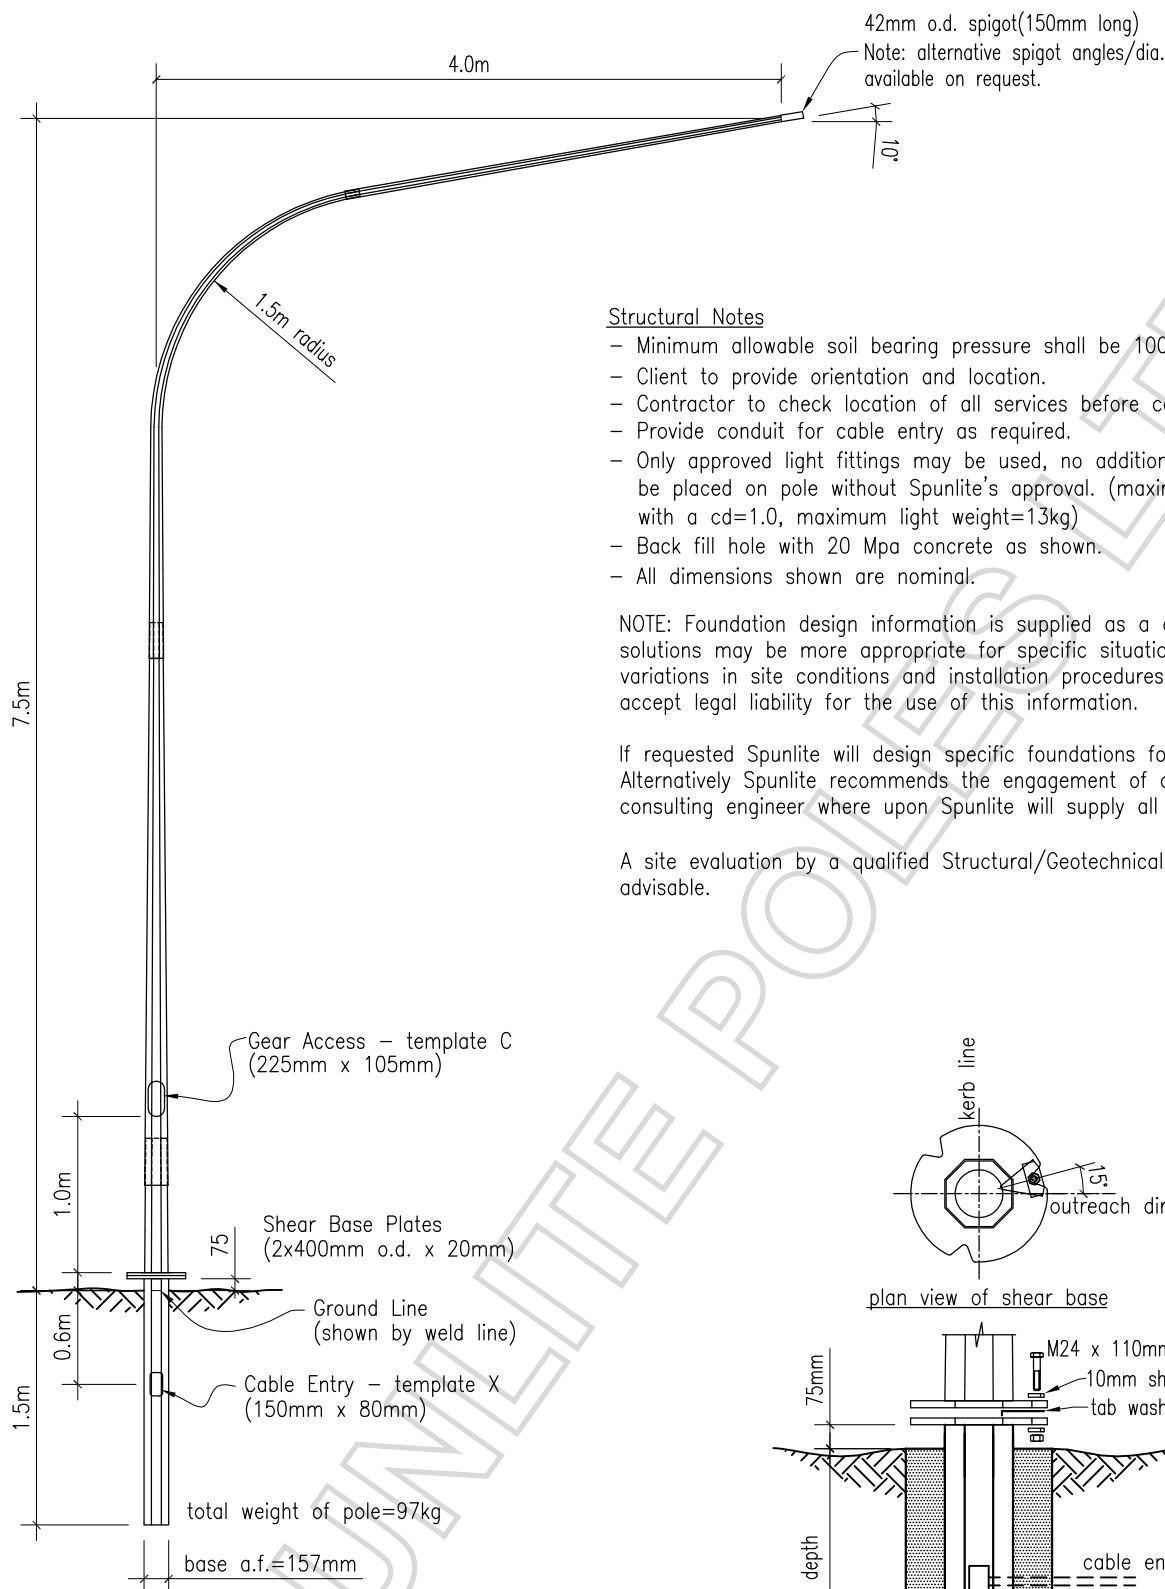 42mm o.d. spigot(150mm long)
Note: alternative spigot angles/dia.
available on request.
4.0m
10°
1.5m radius
7.5m
Structural Notes
– Minimum allowable soil bearing pressure shall be 100
– Client to provide orientation and location.
– Contractor to check location of all services before
– Provide conduit for cable entry as required.
– Only approved light fittings may be used, no
be placed on pole without Spunlite's approval.
with a cd=1.0, maximum light weight=13kg)
– Back fill hole with 20 Mpa concrete as shown.
– All dimensions shown are nominal.
NOTE: Foundation design information is supplied as a
solutions may be more appropriate for specific
variations in site conditions and installation procedures
accept legal liability for the use of this information.
If requested Spunlite will design specific foundations
Alternatively Spunlite recommends the engagement of
consulting engineer where upon Spunlite will supply all
A site evaluation by a qualified Structural/Geotechnical
advisable.
Gear Access – template C
(225mm x 105mm)
1.0m
75
Shear Base Plates
(2x400mm o.d. x 20mm)
Ground Line
(shown by weld line)
0.6m
Cable Entry – template X
(150mm x 80mm)
1.5m
total weight of pole=97kg
base a.f.=157mm
kerb line
15°
outreach
plan view of shear base
75mm
M24 x 110mm
10mm
tab
depth
cable
UNLITE POLES LT